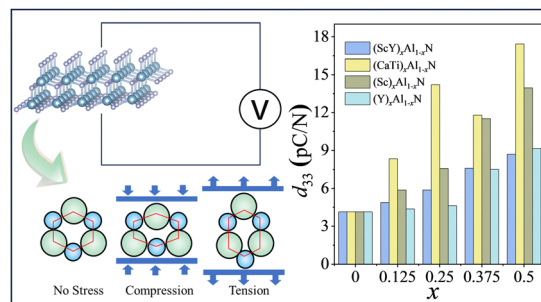 V
No Stress
Compression
Tension
d₃₃ (pC/N)
18
15
12
9
6
3
0
(ScY)ₓAl₁₋ₓN
(CaTi)ₓAl₁₋ₓN
(Sc)ₓAl₁₋ₓN
(Y)ₓAl₁₋ₓN
0 0.125 0.25 0.375 0.5
x